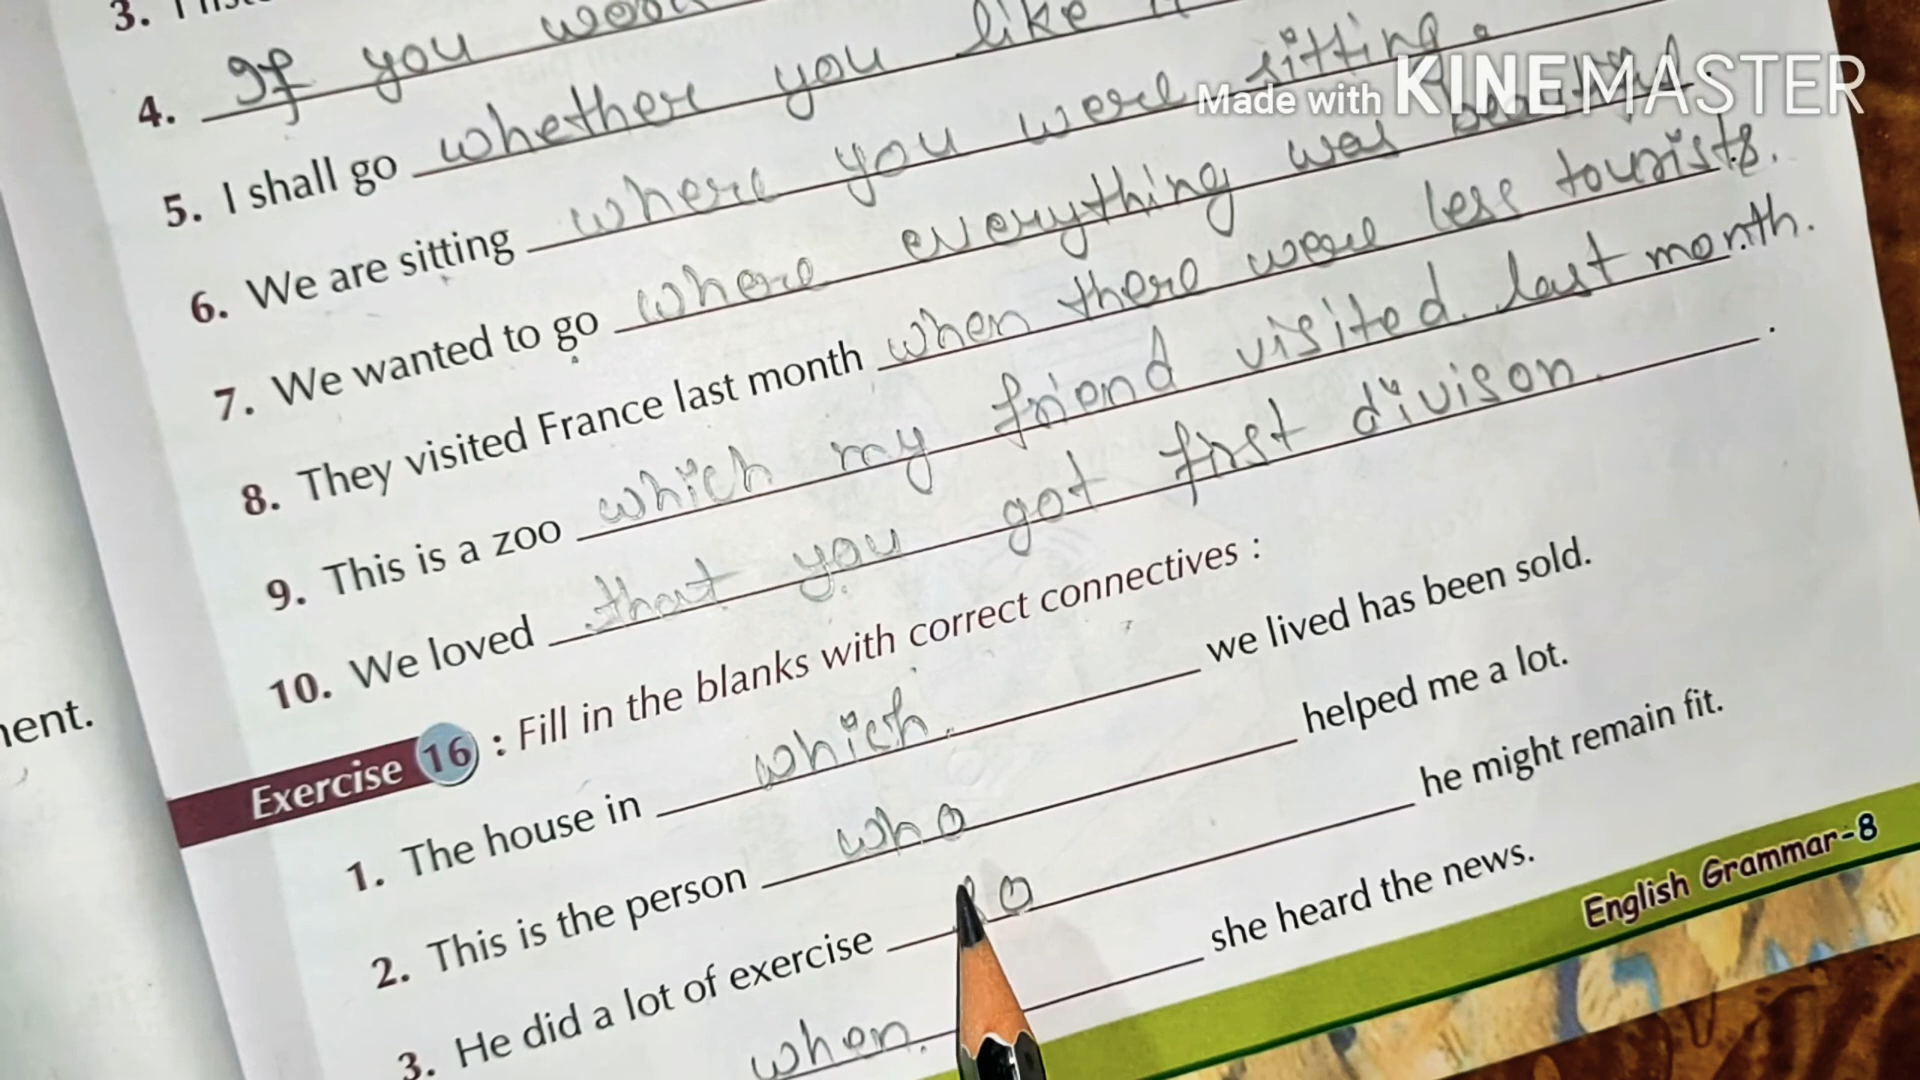 3.
4. If you
5. I shall go whether you like
6. We are sitting where you were sitting.
7. We wanted to go where everything was
8. They visited France last month when there were less tourists.
9. This is a zoo which my friend visited last month.
10. We loved that you got first divison.
Exercise 16 : Fill in the blanks with correct connectives :
1. The house in which we lived has been sold.
2. This is the person who helped me a lot.
3. He did a lot of exercise he might remain fit.
when she heard the news.
English Grammar-8
ent.
Made with KINEMASTER